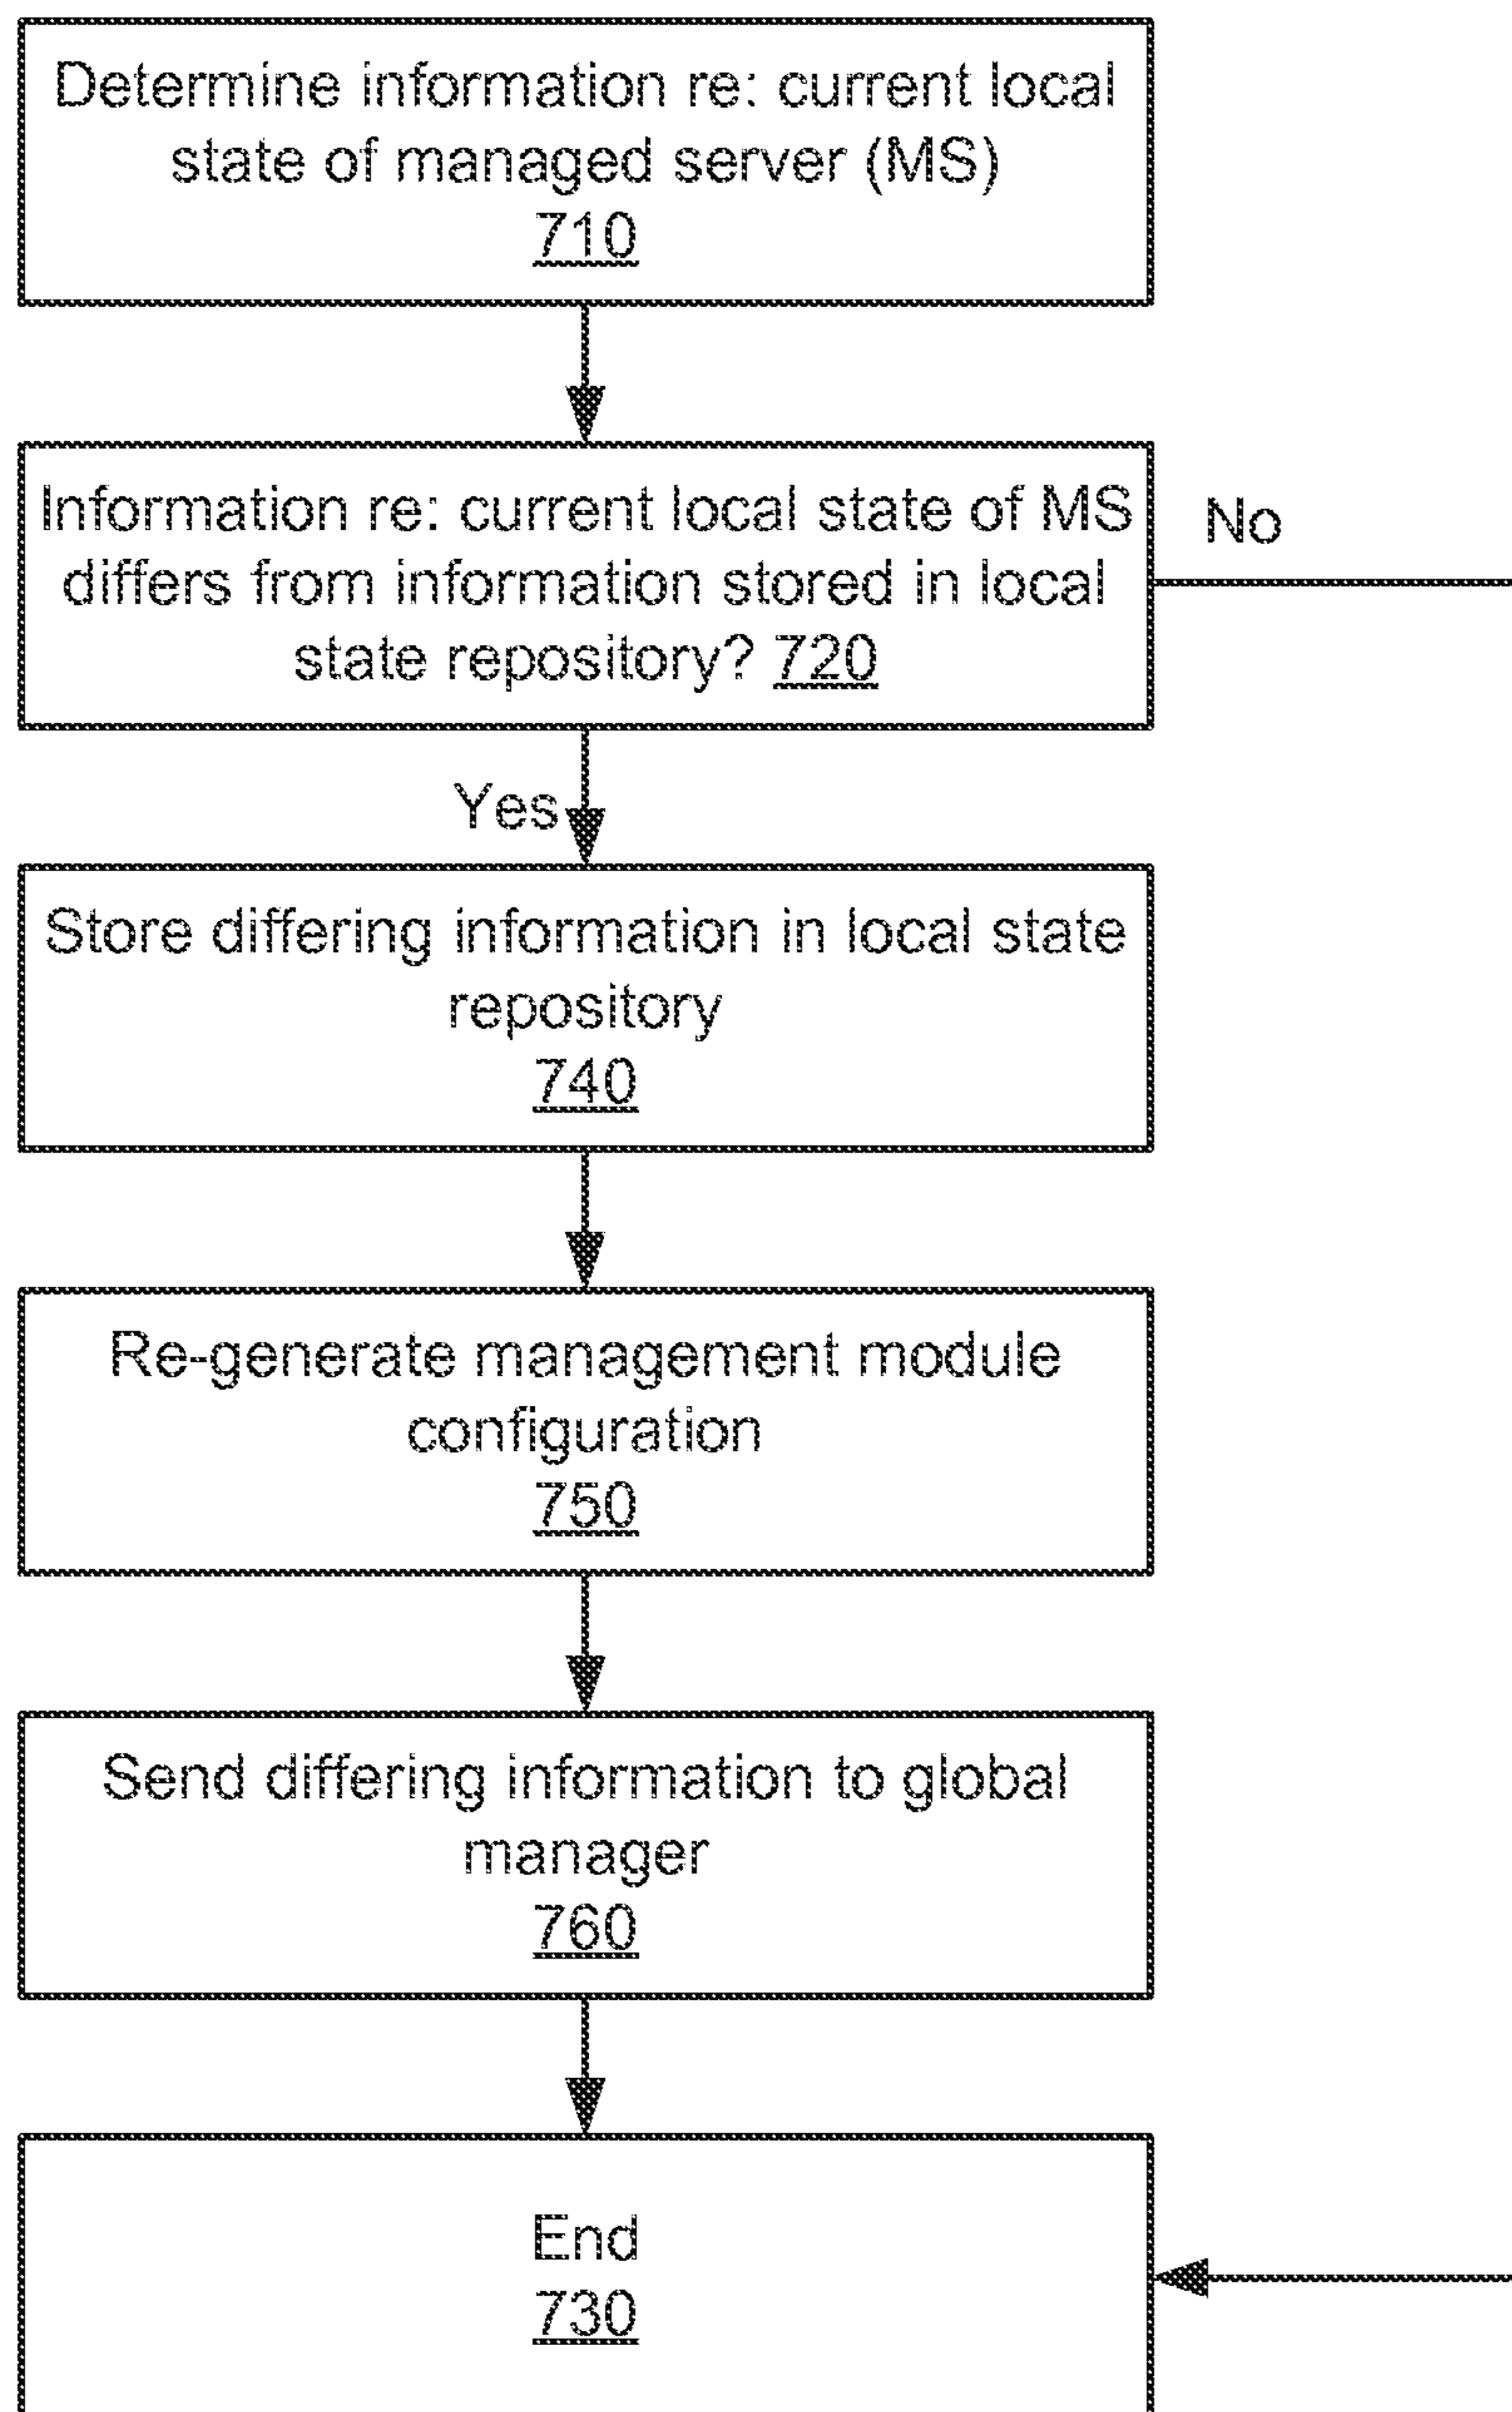 Determine information re: current local
state of managed server (MS)
710
Information re: current local state of MS
differs from information stored in local
state repository? 720
No
Yes
Store differing information in local state
repository
740
Re-generate management module
configuration
750
Send differing information to global
manager
760
End
730